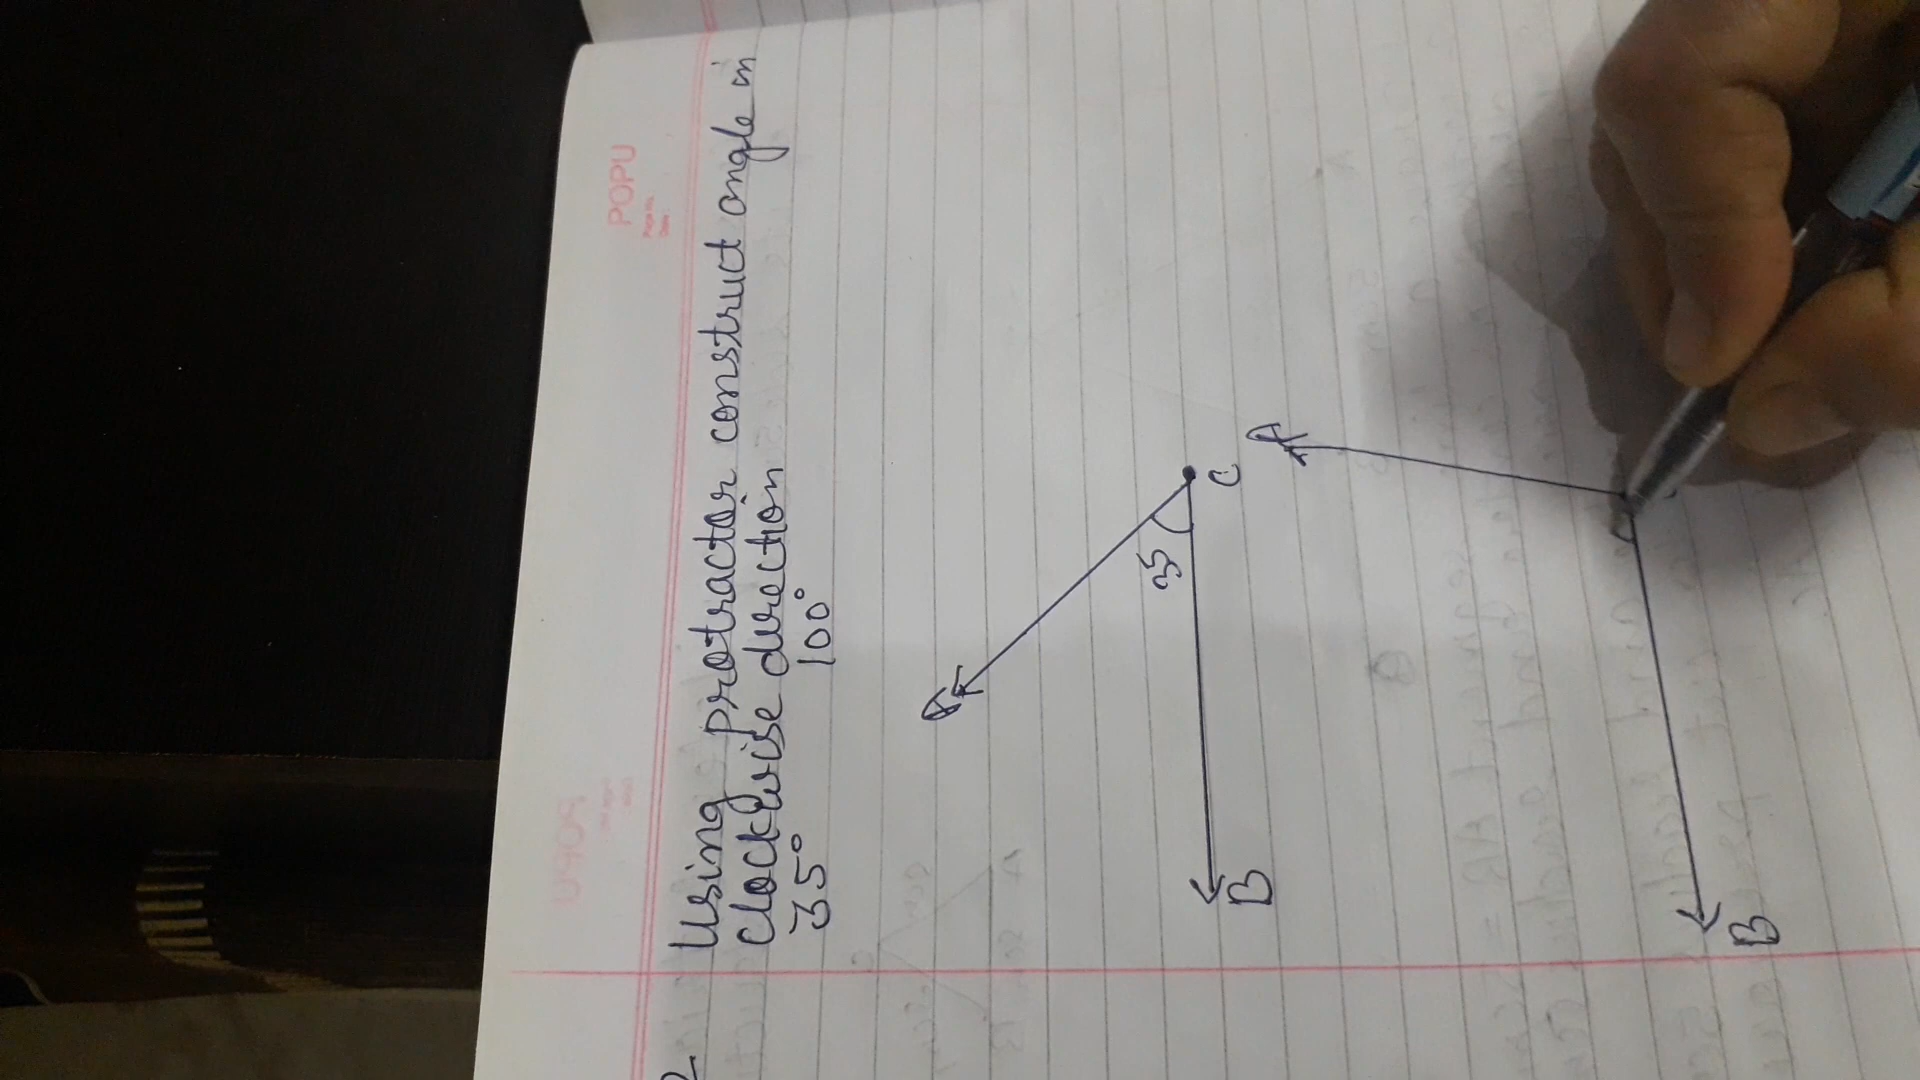 POPU
Using protractor construct angle in
clockwise direction
35° 100°
A
35
B
C
A
B